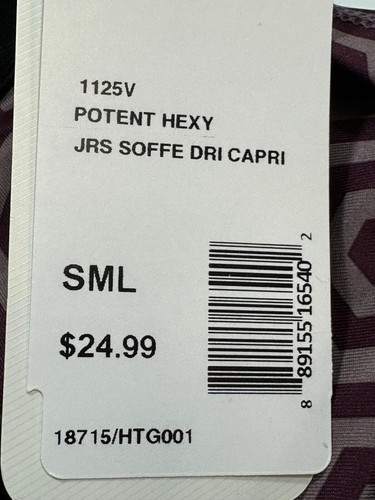 1125V
POTENT HEXY
JRS SOFFE DRI CAPRI
SML
$24.99
8 89155 16540 2
18715/HTG001